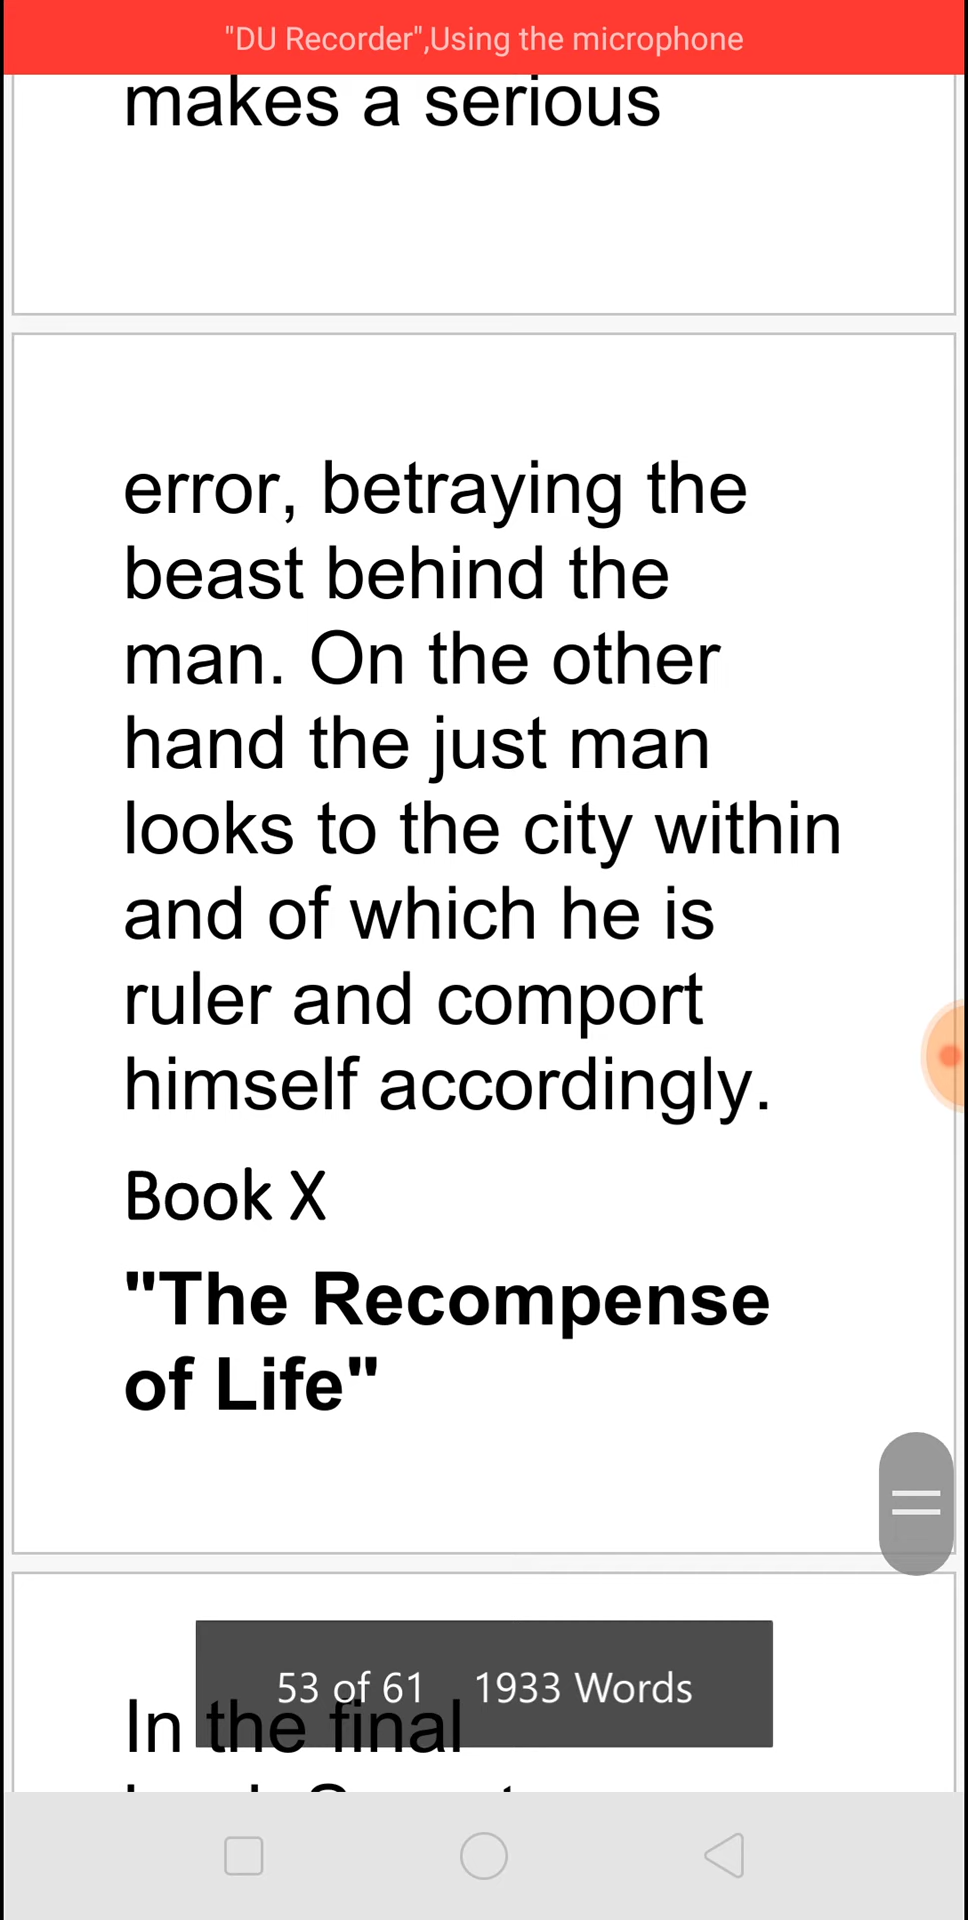 "DU Recorder",Using the microphone
makes a serious
error, betraying the
beast behind the
man. On the other
hand the just man
looks to the city within
and of which he is
ruler and comport
himself accordingly.
Book X
"The Recompense
of Life"
53 of 61 1933 Words
In the final